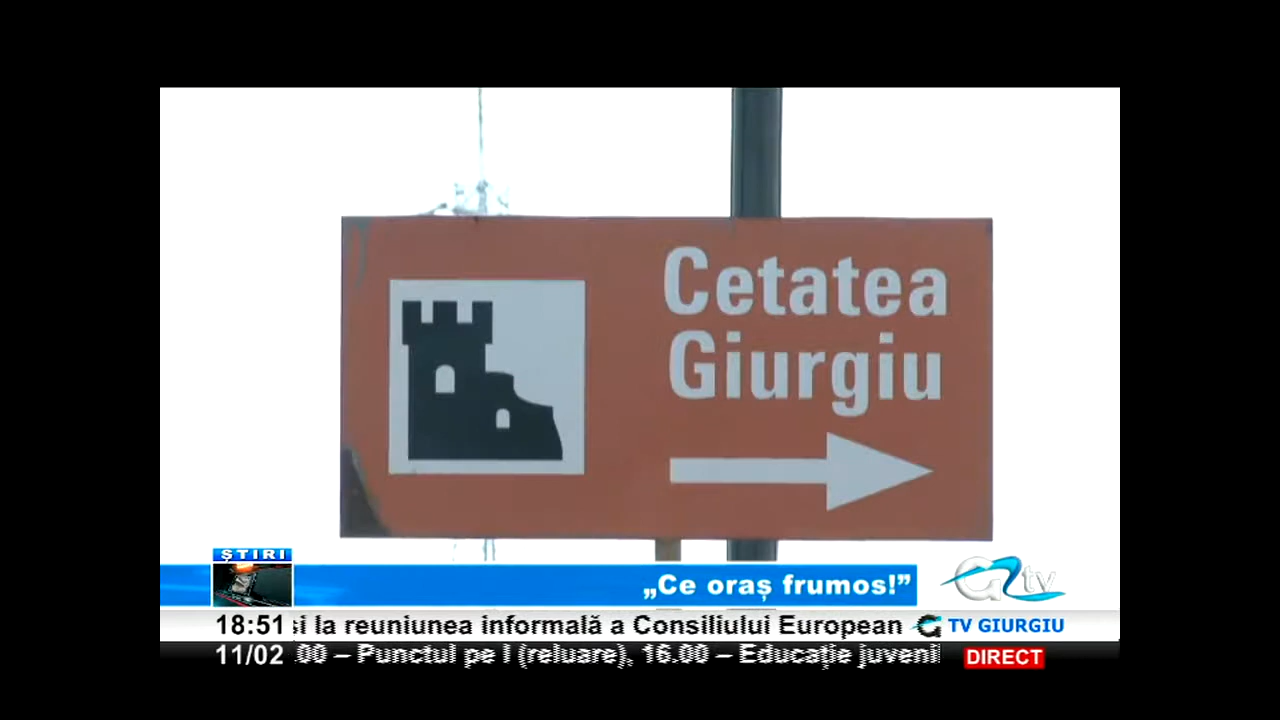 Cetatea
Giurgiu
ȘTIRI
„Ce oraș frumos!”
tv
18:51 și la reuniunea informală a Consiliului European TV GIURGIU
11/02 .00 – Punctul pe I (reluare), 16.00 – Educație juvenil
DIRECT